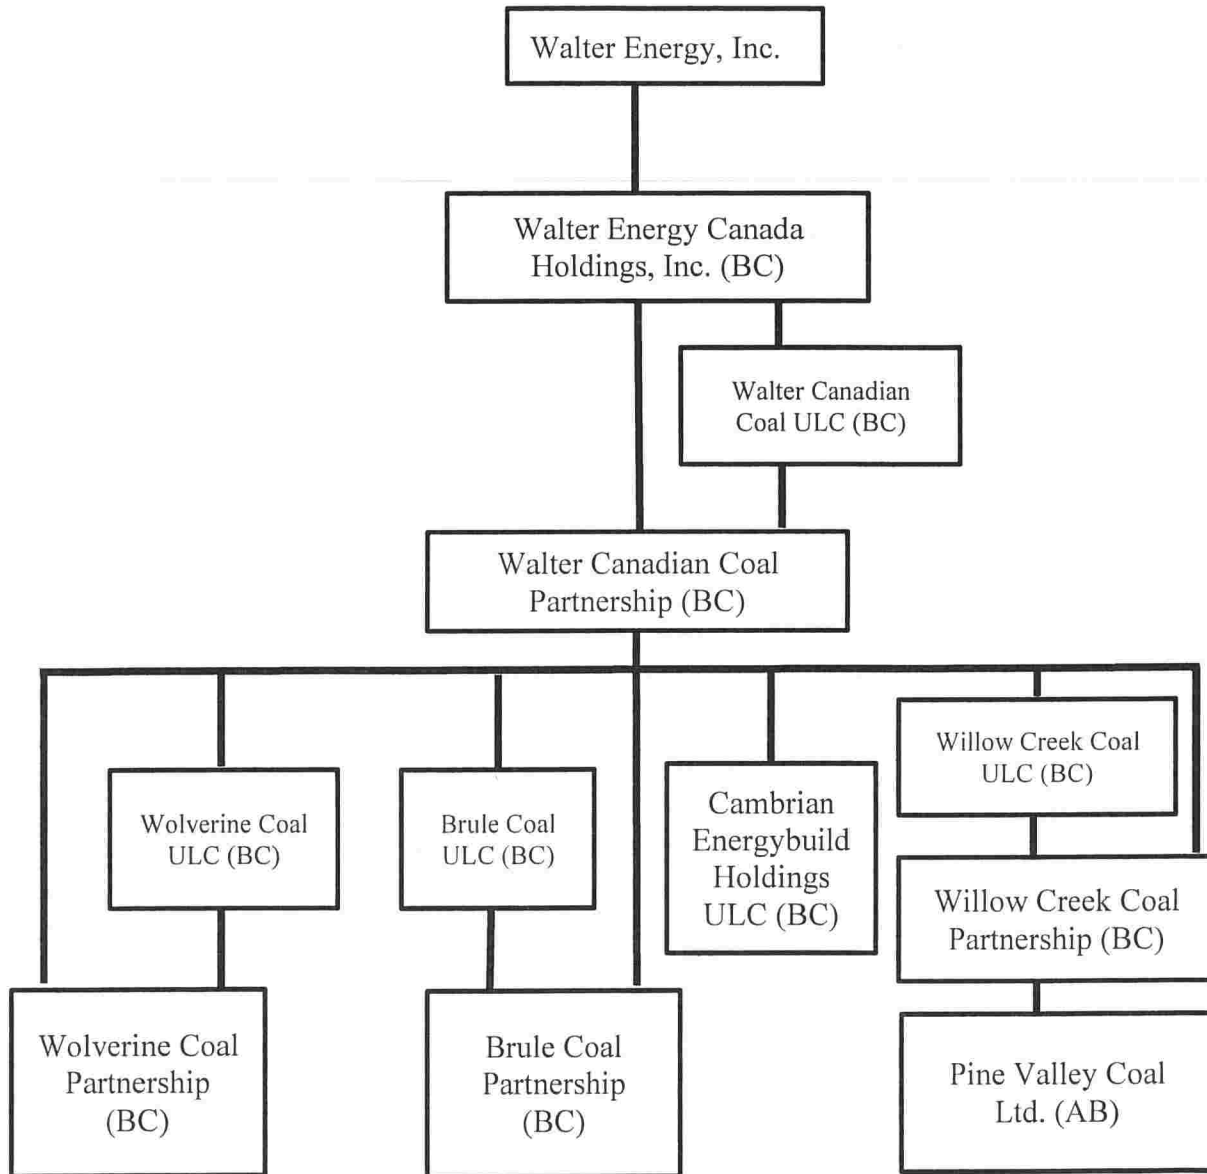 Walter Energy, Inc.
Walter Energy Canada
Holdings, Inc. (BC)
Walter Canadian
Coal ULC (BC)
Walter Canadian Coal
Partnership (BC)
Wolverine Coal
ULC (BC)
Brule Coal
ULC (BC)
Cambrian
Energybuild
Holdings
ULC (BC)
Willow Creek Coal
ULC (BC)
Willow Creek Coal
Partnership (BC)
Wolverine Coal
Partnership
(BC)
Brule Coal
Partnership
(BC)
Pine Valley Coal
Ltd. (AB)